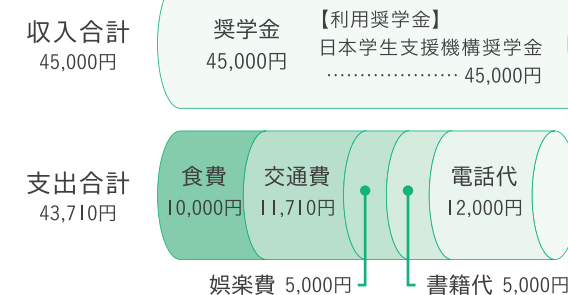 収入合計
45,000円
奨学金
45,000円
【利用奨学金】
日本学生支援機構奨学金
………………… 45,000円
支出合計
43,710円
食費
10,000円
交通費
11,710円
電話代
12,000円
娯楽費 5,000円
書籍代 5,000円